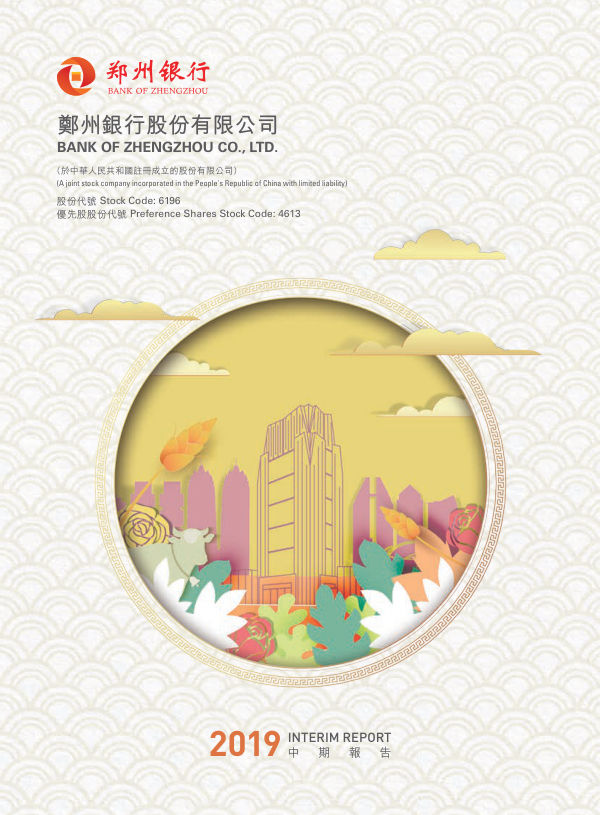 郑州银行
BANK OF ZHENGZHOU
鄭州銀行股份有限公司
BANK OF ZHENGZHOU CO., LTD.
(於中華人民共和國註冊成立的股份有限公司)
(A joint stock company incorporated in the People's Republic of China with limited liability)
股份代號 Stock Code: 6196
優先股股份代號 Preference Shares Stock Code: 4613
2019 INTERIM REPORT
中期報告